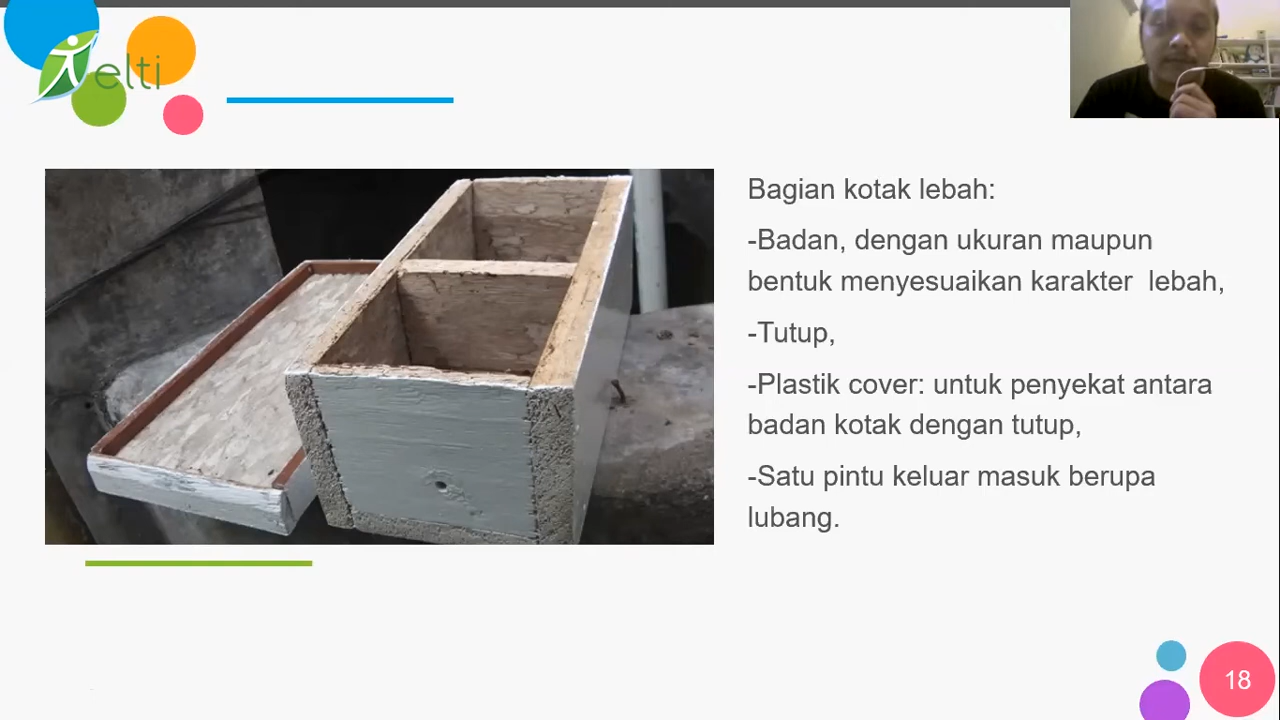 elti
Bagian kotak lebah:
-Badan, dengan ukuran maupun
bentuk menyesuaikan karakter  lebah,
-Tutup,
-Plastik cover: untuk penyekat antara
badan kotak dengan tutup,
-Satu pintu keluar masuk berupa
lubang.
18